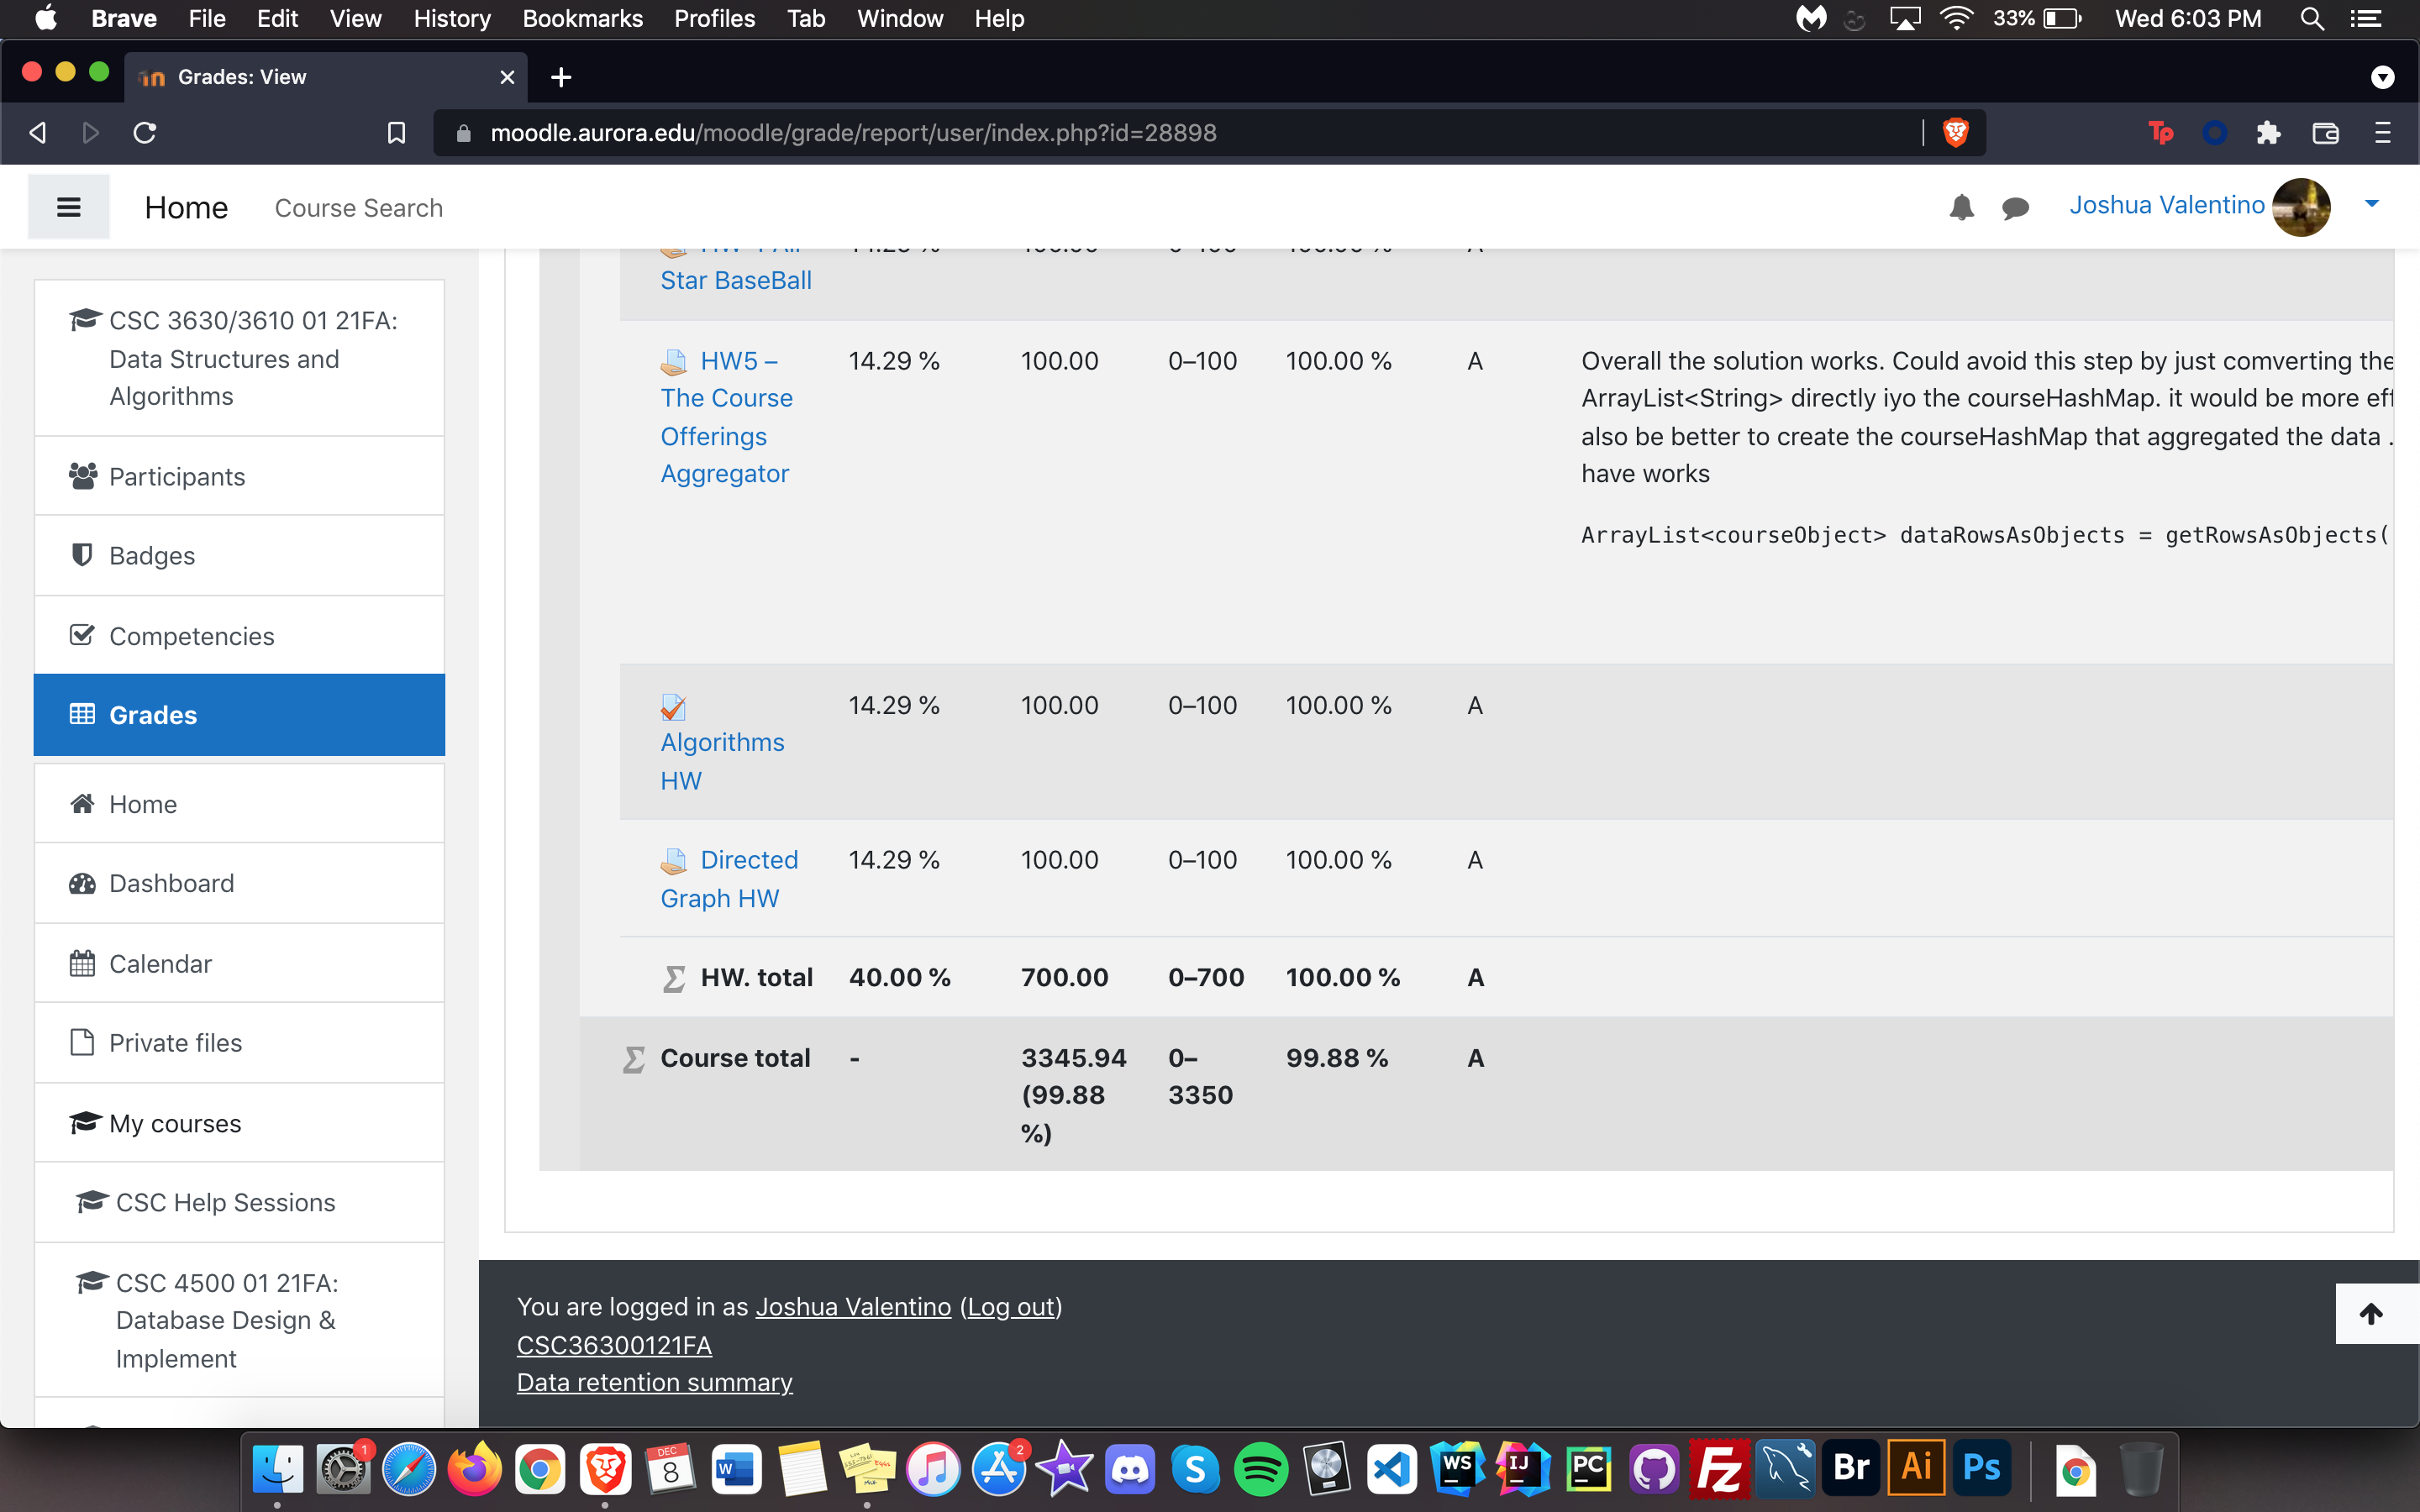 Brave File Edit View History Bookmarks Profiles Tab Window Help 33% Wed 6:03 PM
Grades: View
moodle.aurora.edu/moodle/grade/report/user/index.php?id=28898
Home Course Search Joshua Valentino
CSC 3630/3610 01 21FA:
Data Structures and
Algorithms
Participants
Badges
Competencies
Grades
Home
Dashboard
Calendar
Private files
My courses
CSC Help Sessions
CSC 4500 01 21FA:
Database Design &
Implement
Star BaseBall
HW5 – 14.29 % 100.00 0–100 100.00 % A Overall the solution works. Could avoid this step by just comverting the
The Course ArrayList<String> directly iyo the courseHashMap. it would be more eff
Offerings also be better to create the courseHashMap that aggregated the data .
Aggregator have works
ArrayList<courseObject> dataRowsAsObjects = getRowsAsObjects(
14.29 % 100.00 0–100 100.00 % A
Algorithms
HW
Directed 14.29 % 100.00 0–100 100.00 % A
Graph HW
Σ HW. total 40.00 % 700.00 0–700 100.00 % A
Σ Course total - 3345.94 0– 99.88 % A
(99.88 3350
%)
You are logged in as Joshua Valentino (Log out)
CSC36300121FA
Data retention summary
1 DEC 8 W 2 S WS IJ PC Fz Br Ai Ps